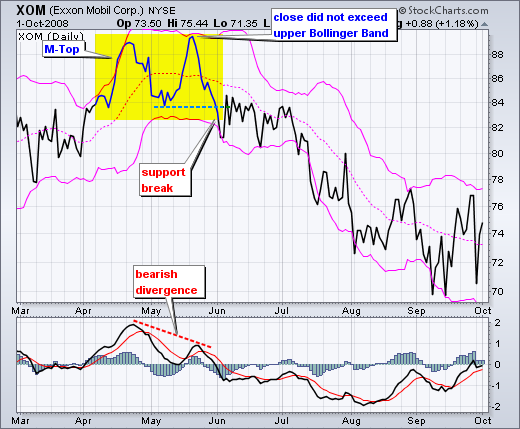 XOM (Exxon Mobil Corp.) NYSE
© StockCharts.com
1-Oct-2008 Op 73.50 Hi 75.44 Lo 71.35 +0.88 (+1.18%)
close did not exceed
upper Bollinger Band
XOM (Daily)
M-Top
88
86
84
82
80
78
76
74
72
70
support
break
bearish
divergence
Mar Apr May Jun Jul Aug Sep Oct
2
1
0
-1
-2
Mar Apr May Jun Jul Aug Sep Oct